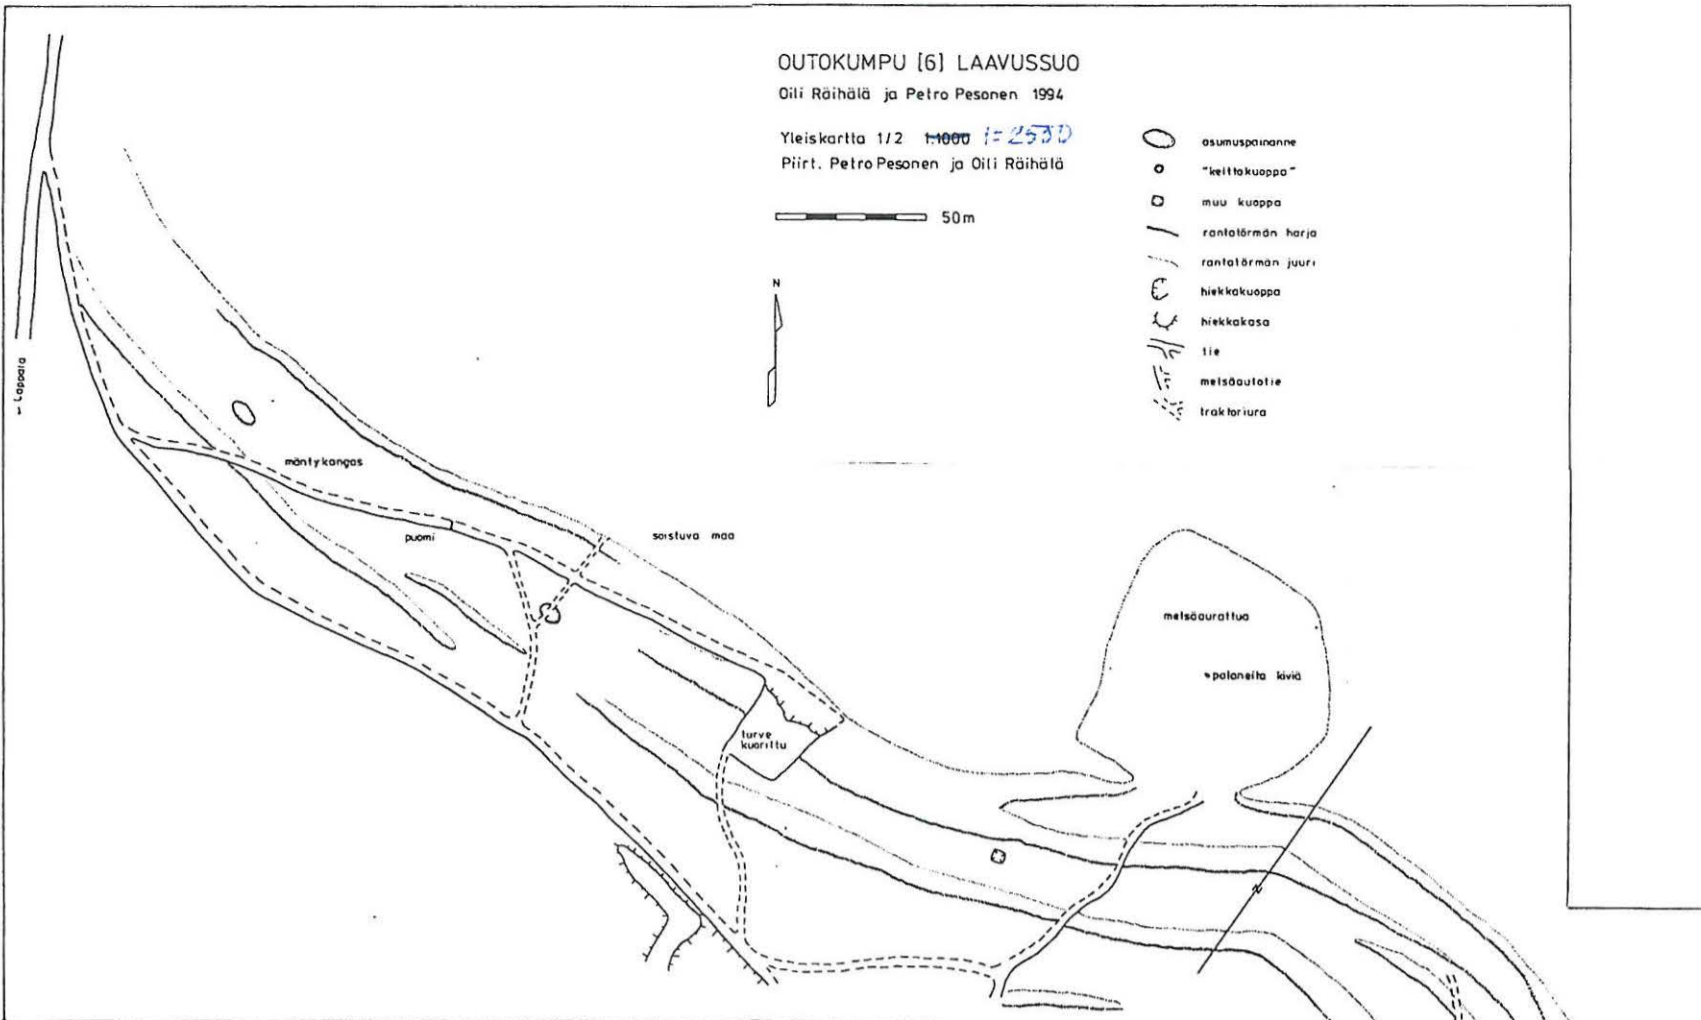 OUTOKUMPU [6] LAAVUSSUO
Oili Räihälä ja Petro Pesonen 1994
Yleiskartta 1/2 1:1000 1=2500
Piirt. Petro Pesonen ja Oili Räihälä
50m
N
asumuspainanne
"keittokuoppa"
muu kuoppa
rantatörmän harja
rantatörmän juuri
hiekkakuoppa
hiekkakasa
tie
metsäautotie
traktoriura
mäntykangas
puomi
soistuva maa
metsäaurattua
palaneita kiviä
turve
kuorittu